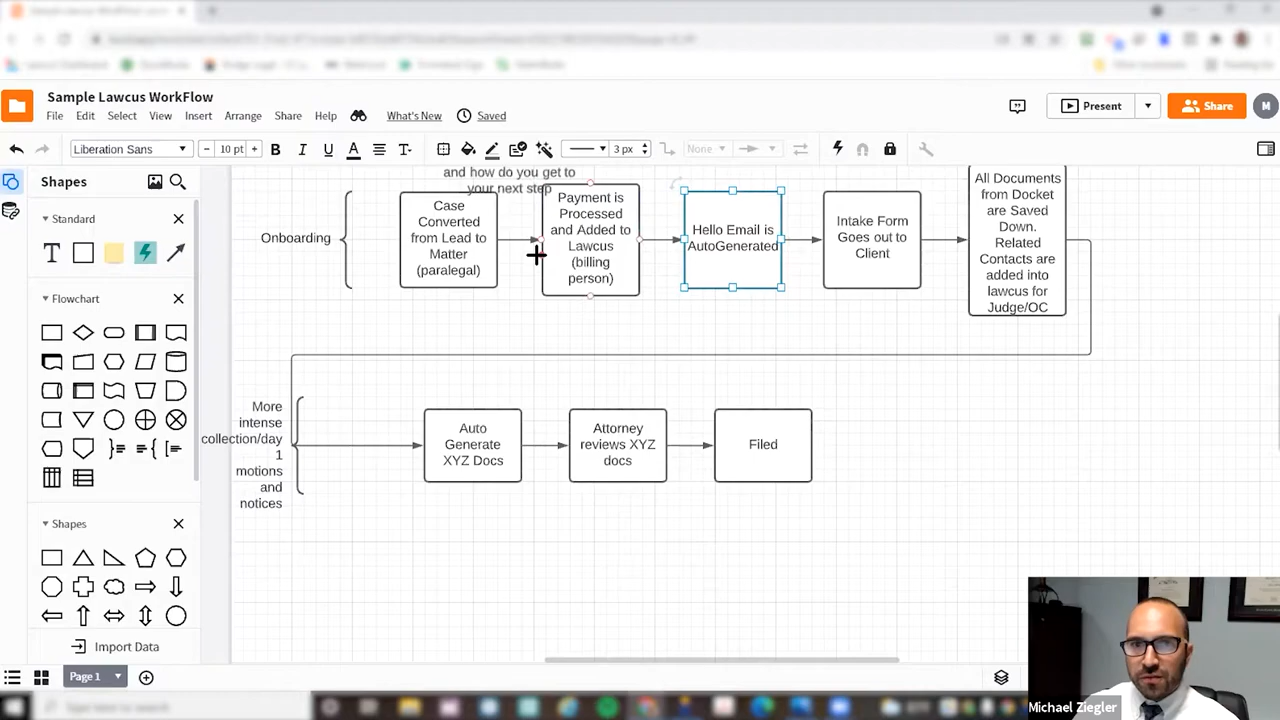 Sample Lawcus WorkFlow
File Edit Select View Insert Arrange Share Help What's New Saved
Present Share M
Liberation Sans 10 pt 3 px None
Shapes
Standard
T
Flowchart
Shapes
Import Data
and how do you get to
your next step
Onboarding
Case
Converted
from Lead to
Matter
(paralegal)
Payment is
Processed
and Added to
Lawcus
(billing
person)
Hello Email is
AutoGenerated
Intake Form
Goes out to
Client
All Documents
from Docket
are Saved
Down.
Related
Contacts are
added into
lawcus for
Judge/OC
More
intense
collection/day
1
motions
and
notices
Auto
Generate
XYZ Docs
Attorney
reviews XYZ
docs
Filed
Page 1
Michael Ziegler